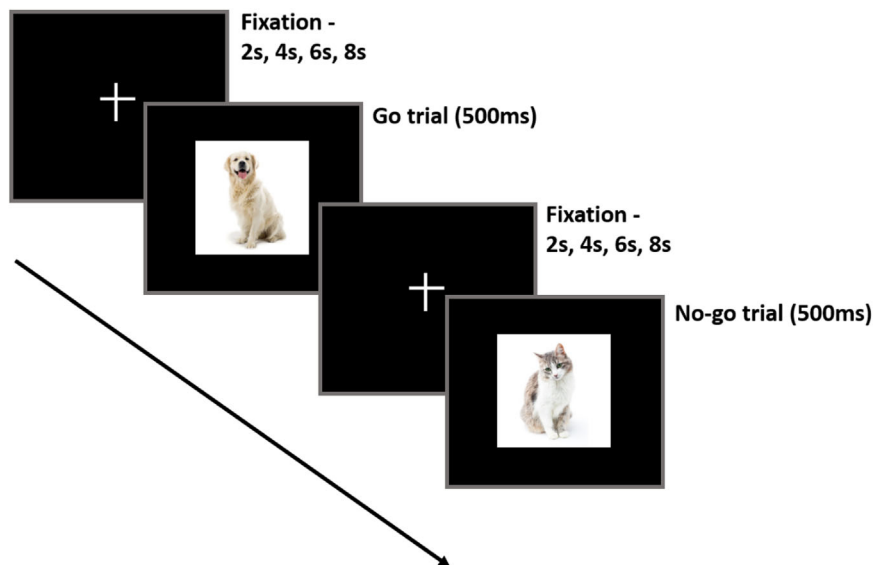 Fixation -
2s, 4s, 6s, 8s
Go trial (500ms)
Fixation -
2s, 4s, 6s, 8s
No-go trial (500ms)